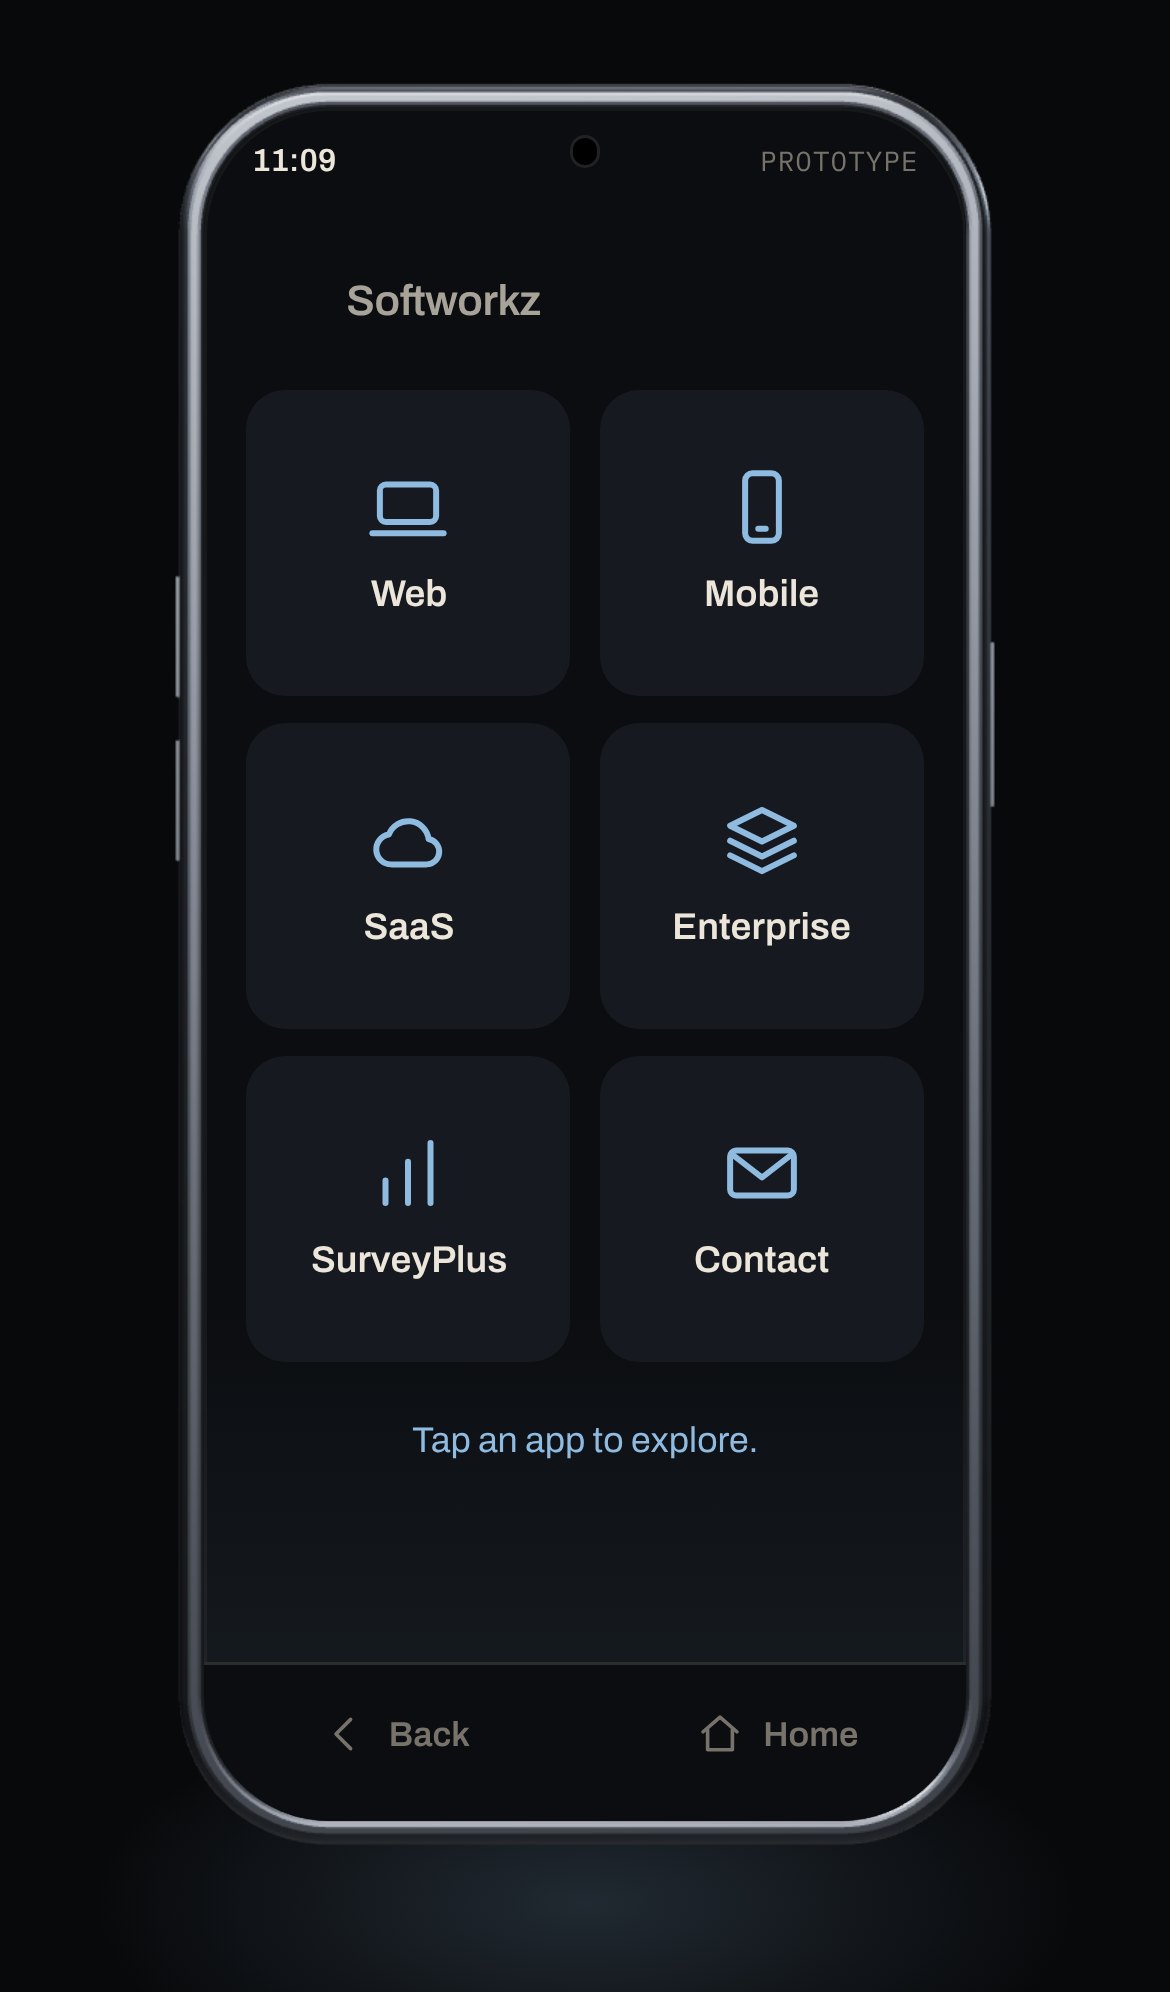 11:09 PROTOTYPE
Softworkz
Web Mobile
SaaS Enterprise
SurveyPlus Contact
Tap an app to explore.
Back Home